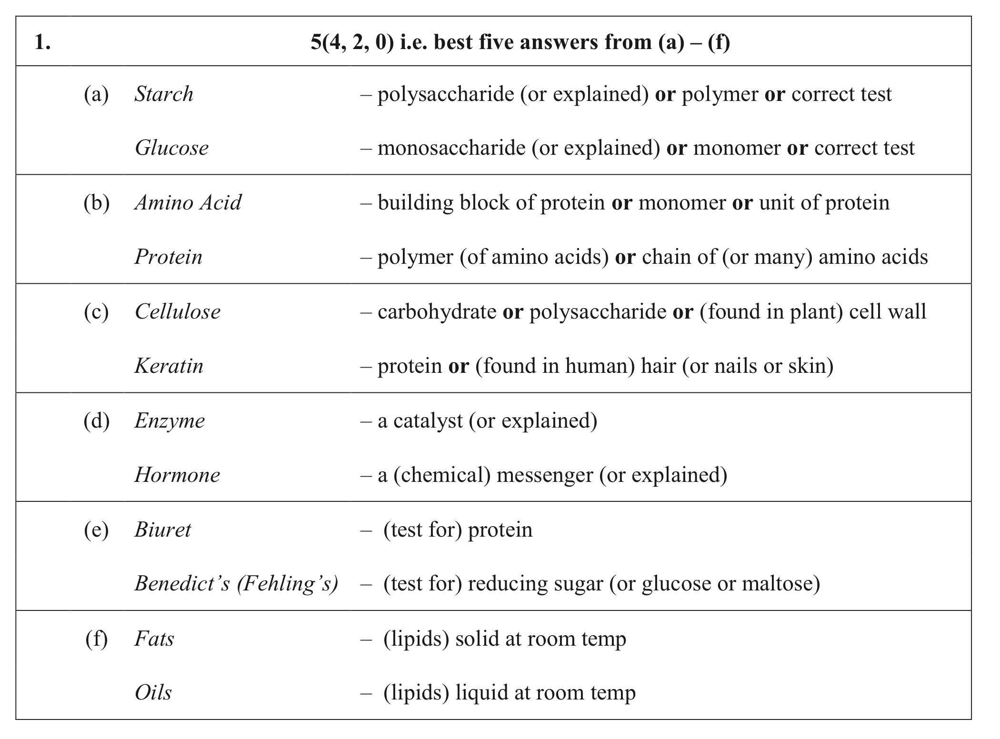 1. 5(4, 2, 0) i.e. best five answers from (a) – (f)
(a) Starch – polysaccharide (or explained) or polymer or correct test
Glucose – monosaccharide (or explained) or monomer or correct test
(b) Amino Acid – building block of protein or monomer or unit of protein
Protein – polymer (of amino acids) or chain of (or many) amino acids
(c) Cellulose – carbohydrate or polysaccharide or (found in plant) cell wall
Keratin – protein or (found in human) hair (or nails or skin)
(d) Enzyme – a catalyst (or explained)
Hormone – a (chemical) messenger (or explained)
(e) Biuret – (test for) protein
Benedict’s (Fehling’s) – (test for) reducing sugar (or glucose or maltose)
(f) Fats – (lipids) solid at room temp
Oils – (lipids) liquid at room temp